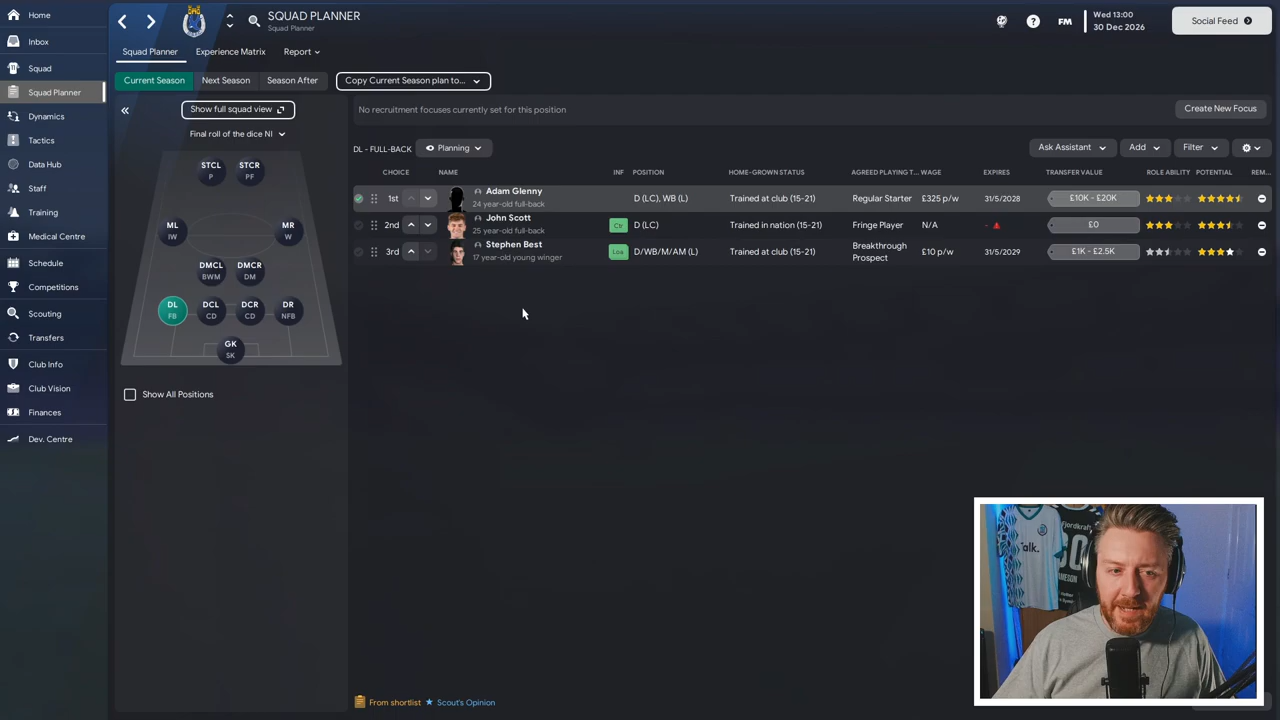 Home
Inbox
Squad
Squad Planner
Dynamics
Tactics
Data Hub
Staff
Training
Medical Centre
Schedule
Competitions
Scouting
Transfers
Club Info
Club Vision
Finances
Dev. Centre
SQUAD PLANNER
Squad Planner
FM
Wed 13:00
30 Dec 2026
Social Feed
Squad Planner Experience Matrix Report
Current Season Next Season Season After Copy Current Season plan to...
Show full squad view
Final roll of the dice NI
STCL
P
STCR
PF
ML
IW
MR
W
DMCL
BWM
DMCR
DM
DL
FB
DCL
CD
DCR
CD
DR
NFB
GK
SK
Show All Positions
No recruitment focuses currently set for this position
Create New Focus
DL - FULL-BACK Planning Ask Assistant Add Filter
CHOICE NAME INF POSITION HOME-GROWN STATUS AGREED PLAYING T... WAGE EXPIRES TRANSFER VALUE ROLE ABILITY POTENTIAL REM...
1st Adam Glenny D (LC), WB (L) Trained at club (15-21) Regular Starter £325 p/w 31/5/2028 £10K - £20K
24 year-old full-back
2nd John Scott Ctr D (LC) Trained in nation (15-21) Fringe Player N/A - £0
25 year-old full-back
3rd Stephen Best Loa D/WB/M/AM (L) Trained at club (15-21) Breakthrough Prospect £10 p/w 31/5/2029 £1K - £2.5K
17 year-old young winger
From shortlist Scout's Opinion
Talk.
fjordkraft
JAMESON